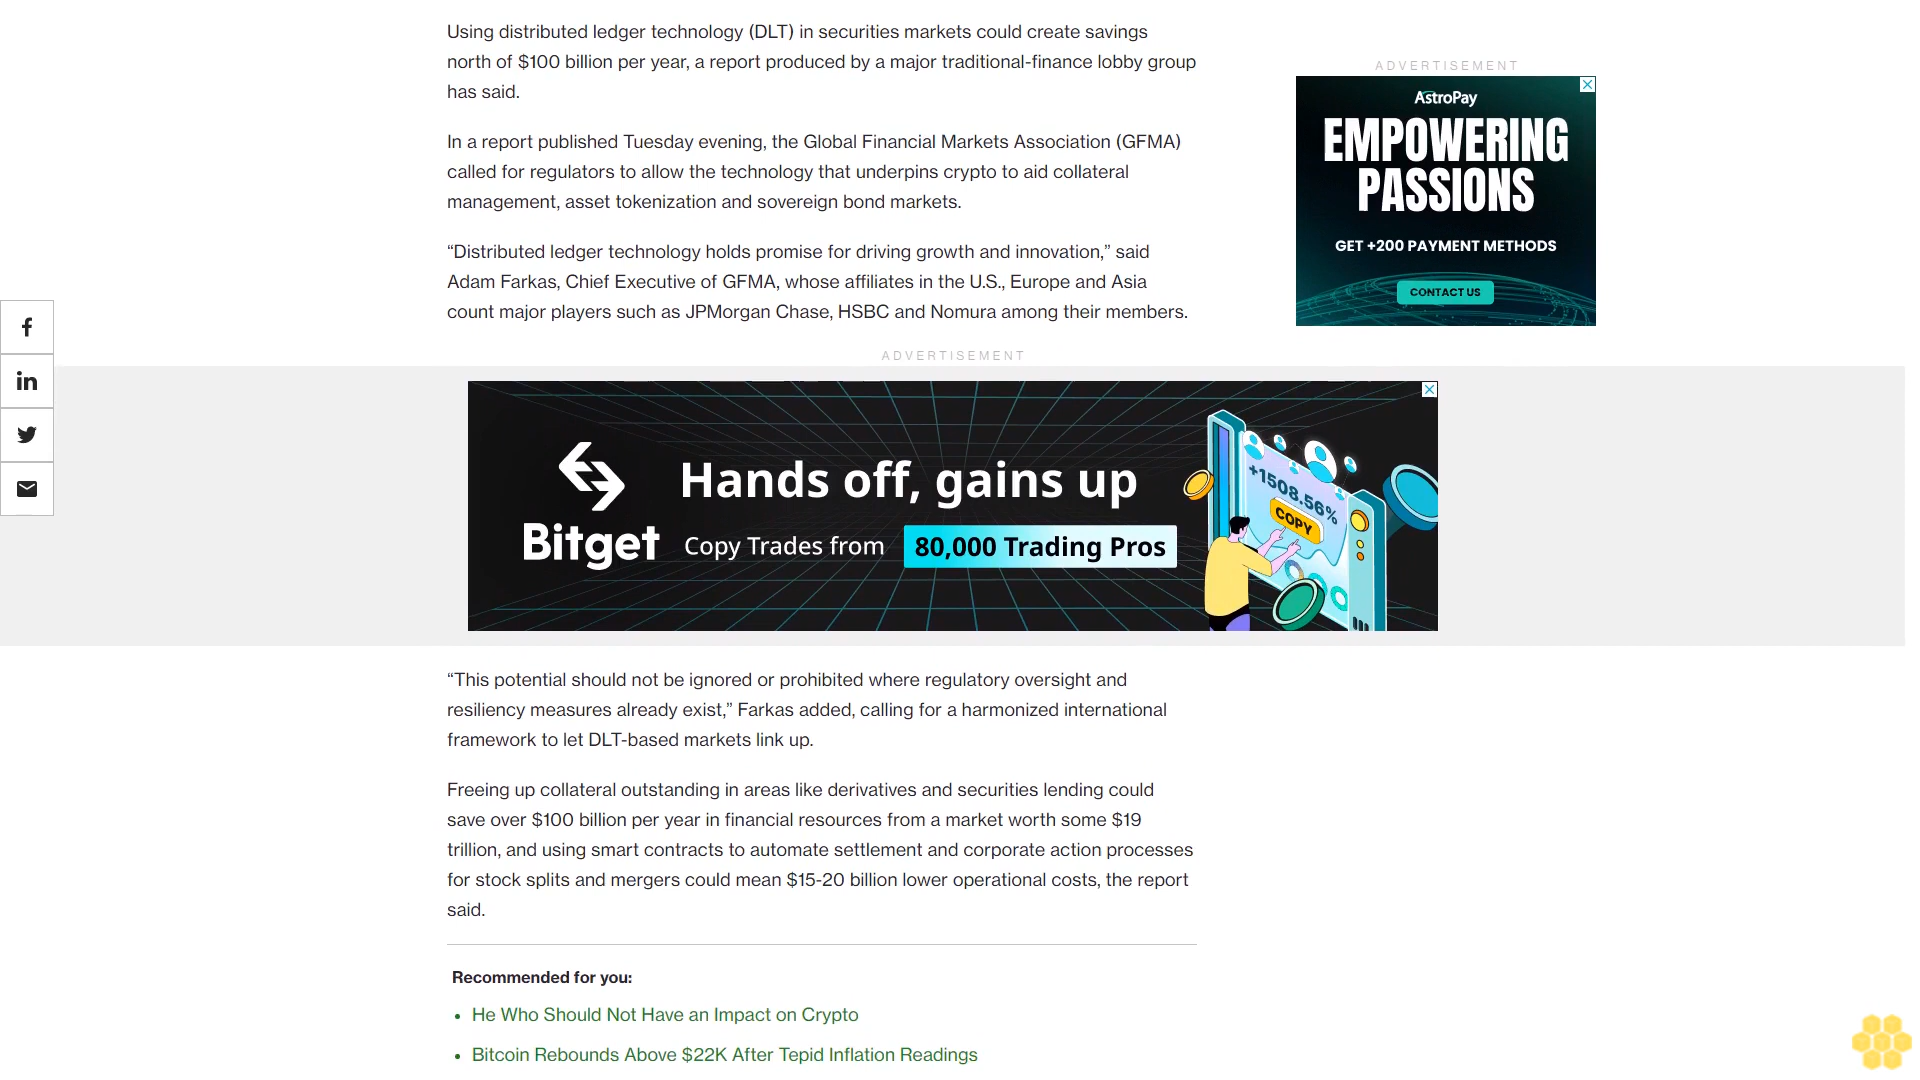 Using distributed ledger technology (DLT) in securities markets could create savings
north of $100 billion per year, a report produced by a major traditional-finance lobby group
has said.
In a report published Tuesday evening, the Global Financial Markets Association (GFMA)
called for regulators to allow the technology that underpins crypto to aid collateral
management, asset tokenization and sovereign bond markets.
“Distributed ledger technology holds promise for driving growth and innovation,” said
Adam Farkas, Chief Executive of GFMA, whose affiliates in the U.S., Europe and Asia
count major players such as JPMorgan Chase, HSBC and Nomura among their members.
ADVERTISEMENT
AstroPay
EMPOWERING
PASSIONS
GET +200 PAYMENT METHODS
CONTACT US
ADVERTISEMENT
Bitget
Hands off, gains up
Copy Trades from 80,000 Trading Pros
+1508.56%
COPY
“This potential should not be ignored or prohibited where regulatory oversight and
resiliency measures already exist,” Farkas added, calling for a harmonized international
framework to let DLT-based markets link up.
Freeing up collateral outstanding in areas like derivatives and securities lending could
save over $100 billion per year in financial resources from a market worth some $19
trillion, and using smart contracts to automate settlement and corporate action processes
for stock splits and mergers could mean $15-20 billion lower operational costs, the report
said.
Recommended for you:
• He Who Should Not Have an Impact on Crypto
• Bitcoin Rebounds Above $22K After Tepid Inflation Readings